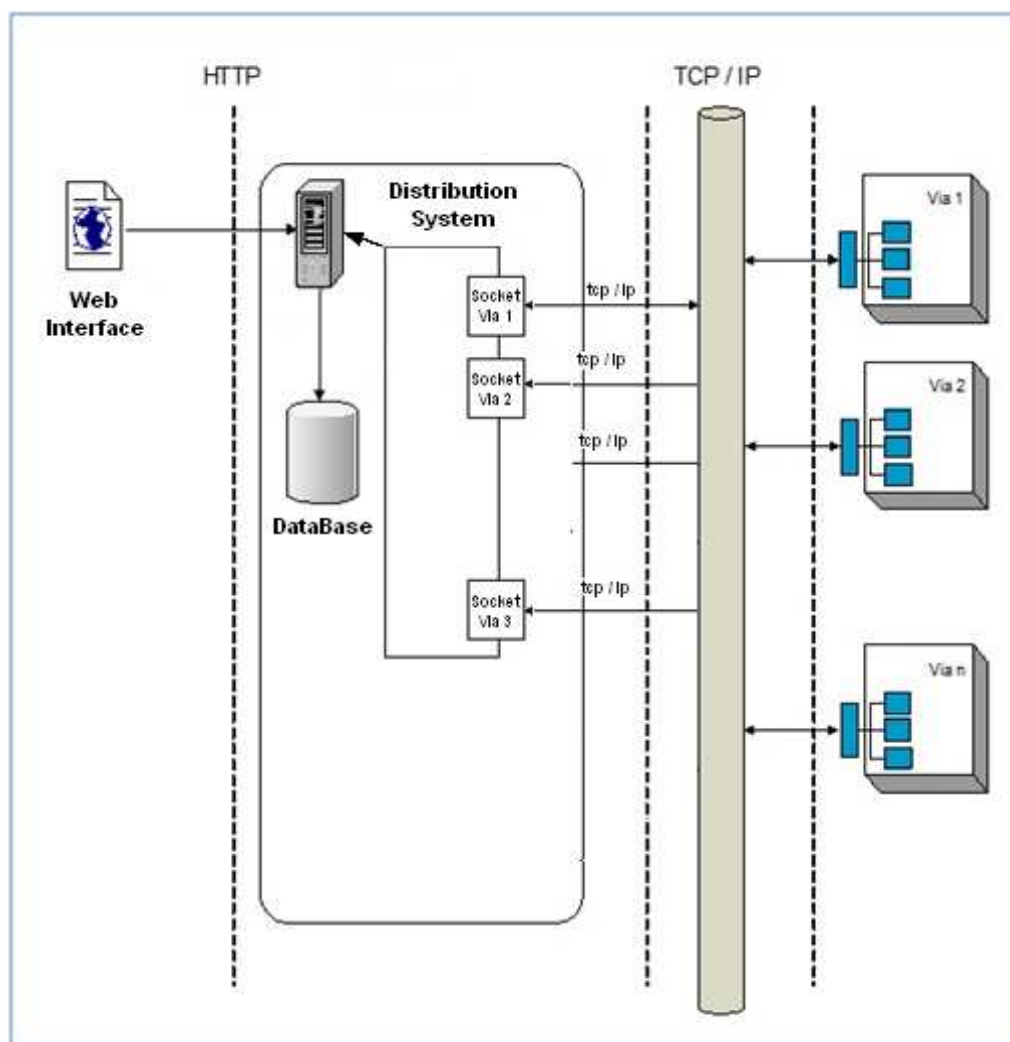 HTTP
TCP / IP
Distribution
System
Web
Interface
DataBase
Socket
Via 1
Socket
Via 2
Socket
Via 3
tcp / Ip
tcp / Ip
tcp / Ip
tcp / Ip
Via 1
Via 2
Via n